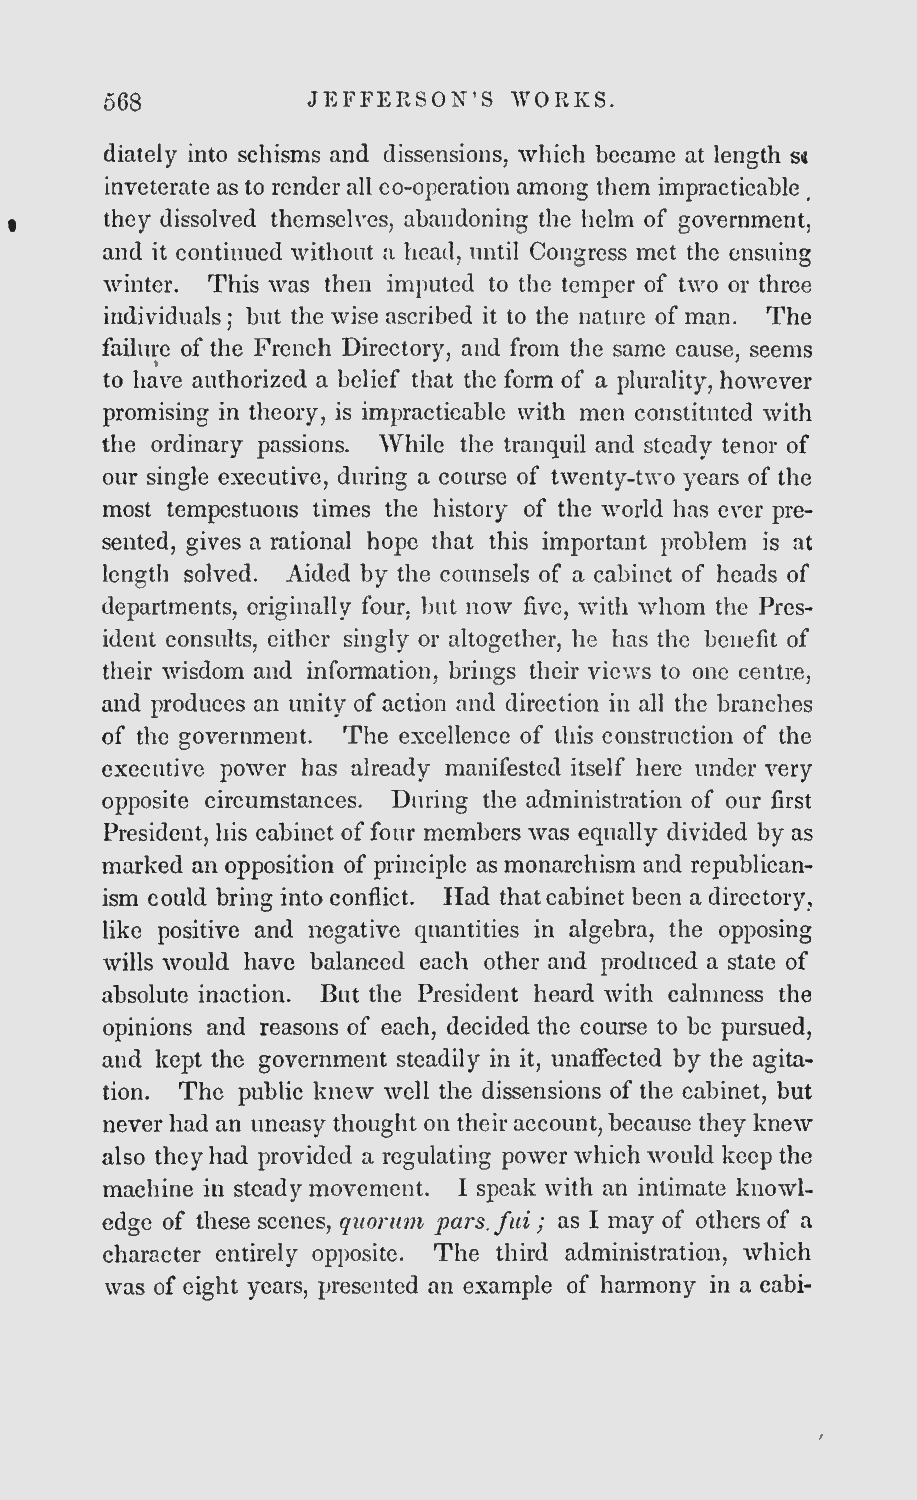 568 JEFFERSON'S WORKS.
diately into schisms and dissensions, which became at length
inveterate as to render all co-operation among them impracticable
they dissolved themselves, abandoning the helm of government,
and it continued without a head, until Congress met the ensuing
winter. This was then imputed to the temper of two or three
individuals; but the wise ascribed it to the nature of man. The
failure of the French Directory, and from the same cause, seems
to have authorized a belief that the form of a plurality, however
promising in theory, is impracticable with men constituted with
the ordinary passions. While the tranquil and steady tenor of
our single executive, during a course of twenty-two years of the
most tempestuous times the history of the world has ever pre-
sented, gives a rational hope that this important problem is at
length solved. Aided by the counsels of a cabinet of heads of
departments, originally four, but now five, with whom the Pres-
ident consults, either singly or altogether, he has the benefit of
their wisdom and information, brings their views to one centre,
and produces an unity of action and direction in all the branches
of the government. The excellence of this construction of the
executive power has already manifested itself here under very
opposite circumstances. During the administration of our first
President, his cabinet of four members was equally divided by as
marked an opposition of principle as monarchism and republican-
ism could bring into conflict. Had that cabinet been a directory,
like positive and negative quantities in algebra, the opposing
wills would have balanced each other and produced a state of
absolute inaction. But the President heard with calmness the
opinions and reasons of each, decided the course to be pursued,
and kept the government steadily in it, unaffected by the agita-
tion. The public knew well the dissensions of the cabinet, but
never had an uneasy thought on their account, because they knew
also they had provided a regulating power which would keep the
machine in steady movement. I speak with an intimate knowl-
edge of these scenes, quorum pars fui; as I may of others of a
character entirely opposite. The third administration, which
was of eight years, presented an example of harmony in a cabi-